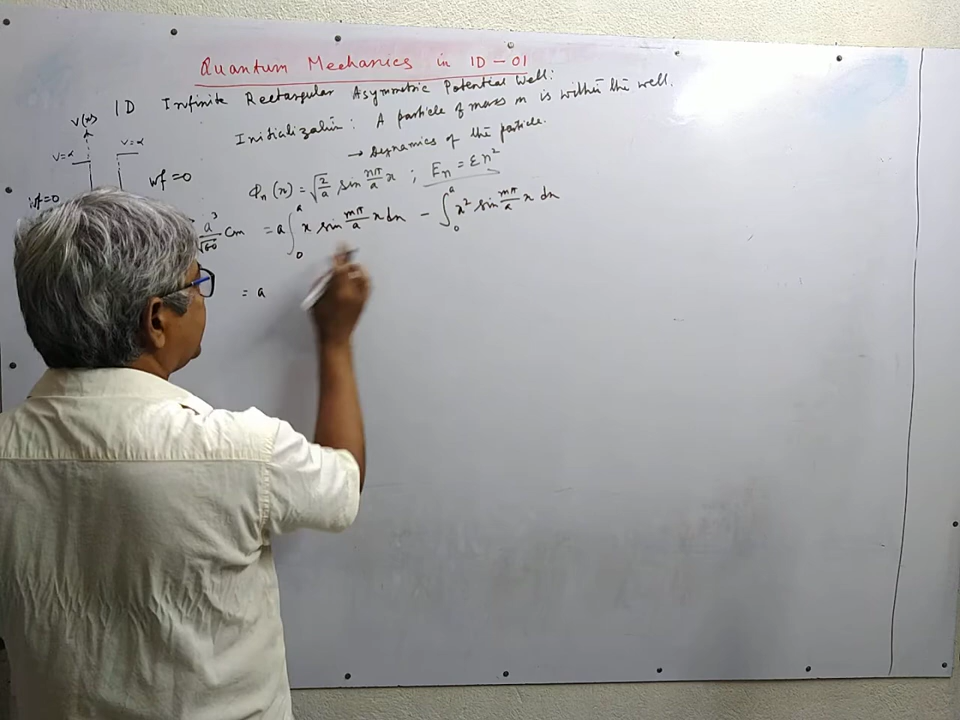 Quantum Mechanics in 1D - 01
1D Infinite Rectangular Asymmetric Potential Well:
V(x)
Initialization: A particle of mass m is within the well.
V=α V=α
→ Dynamics of the particle.
wf=0 wf=0
Φn(x) = √(2/a) sin nπ/a x ; En = εn²
a³/√60 Cm = a ∫₀ᵃ x sin mπ/a x dx - ∫₀ᵃ x² sin mπ/a x dx
= a